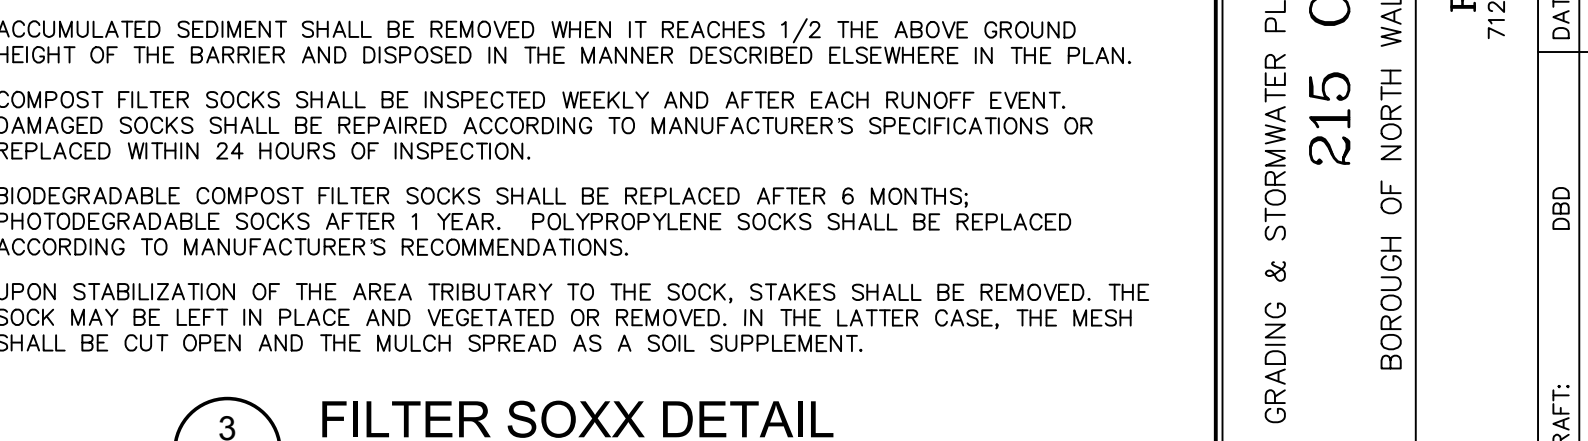 ACCUMULATED SEDIMENT SHALL BE REMOVED WHEN IT REACHES 1/2 THE ABOVE GROUND
HEIGHT OF THE BARRIER AND DISPOSED IN THE MANNER DESCRIBED ELSEWHERE IN THE PLAN.
COMPOST FILTER SOCKS SHALL BE INSPECTED WEEKLY AND AFTER EACH RUNOFF EVENT.
DAMAGED SOCKS SHALL BE REPAIRED ACCORDING TO MANUFACTURER'S SPECIFICATIONS OR
REPLACED WITHIN 24 HOURS OF INSPECTION.
BIODEGRADABLE COMPOST FILTER SOCKS SHALL BE REPLACED AFTER 6 MONTHS;
PHOTODEGRADABLE SOCKS AFTER 1 YEAR. POLYPROPYLENE SOCKS SHALL BE REPLACED
ACCORDING TO MANUFACTURER'S RECOMMENDATIONS.
UPON STABILIZATION OF THE AREA TRIBUTARY TO THE SOCK, STAKES SHALL BE REMOVED. THE
SOCK MAY BE LEFT IN PLACE AND VEGETATED OR REMOVED. IN THE LATTER CASE, THE MESH
SHALL BE CUT OPEN AND THE MULCH SPREAD AS A SOIL SUPPLEMENT.
3
FILTER SOXX DETAIL
GRADING & STORMWATER PL
215
BOROUGH OF NORTH WAL
712
DAT
DBD
RAFT: